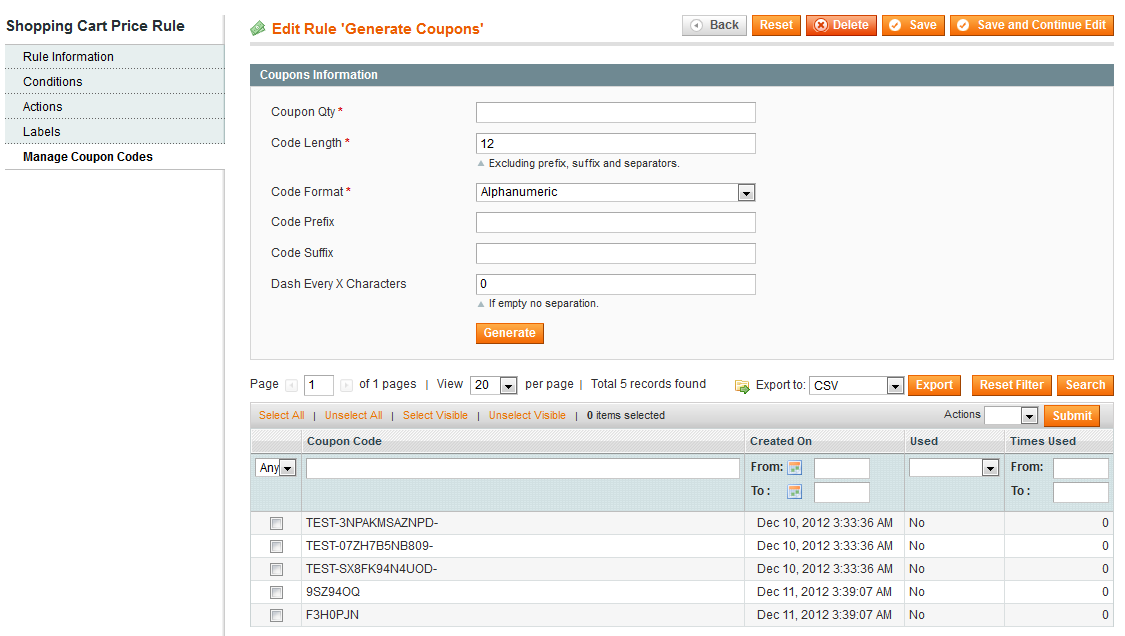 Shopping Cart Price Rule
Rule Information
Conditions
Actions
Labels
Manage Coupon Codes
Edit Rule 'Generate Coupons'
Back Reset Delete Save Save and Continue Edit
Coupons Information
Coupon Qty *
Code Length * 12
Excluding prefix, suffix and separators.
Code Format * Alphanumeric
Code Prefix
Code Suffix
Dash Every X Characters 0
If empty no separation.
Generate
Page 1 of 1 pages | View 20 per page | Total 5 records found Export to: CSV Export Reset Filter Search
Select All | Unselect All | Select Visible | Unselect Visible | 0 items selected Actions Submit
Coupon Code Created On Used Times Used
Any From: From:
To : To :
TEST-3NPAKMSAZNPD- Dec 10, 2012 3:33:36 AM No 0
TEST-07ZH7B5NB809- Dec 10, 2012 3:33:36 AM No 0
TEST-SX8FK94N4UOD- Dec 10, 2012 3:33:36 AM No 0
9SZ94OQ Dec 11, 2012 3:39:07 AM No 0
F3H0PJN Dec 11, 2012 3:39:07 AM No 0